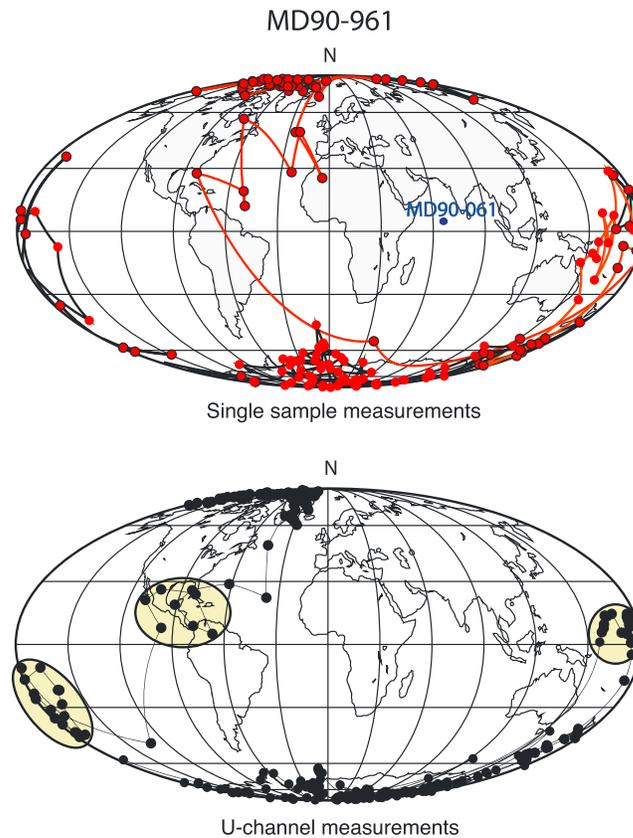 MD90-961
N
MD90-061
Single sample measurements
N
U-channel measurements